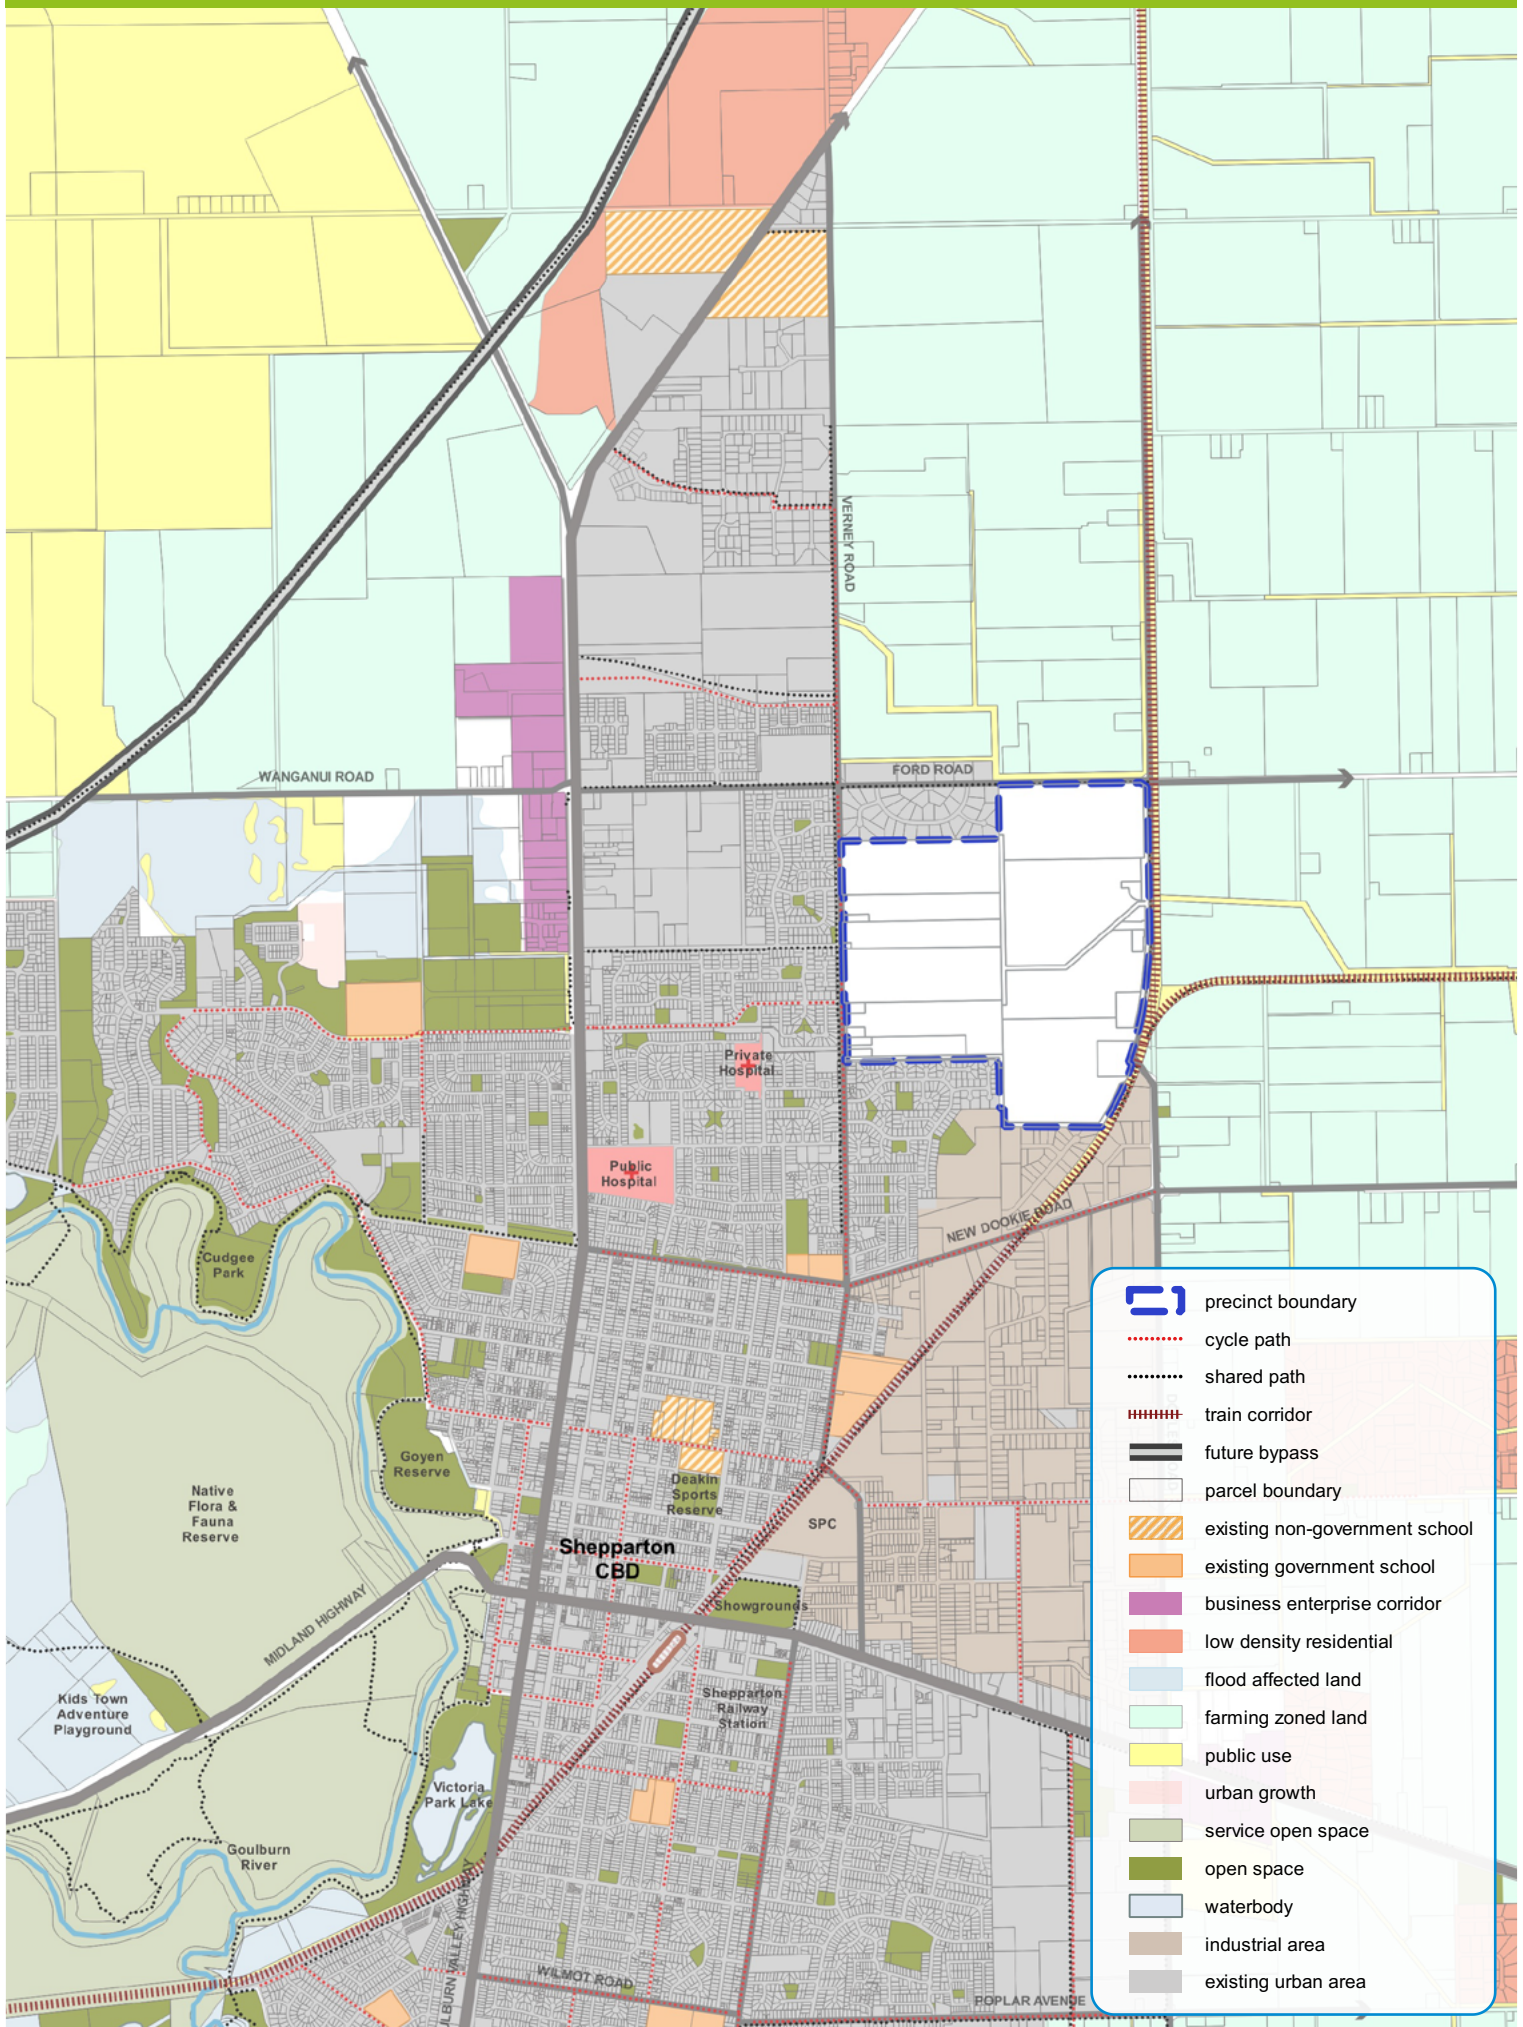 VERNEY ROAD
WANGANUI ROAD
FORD ROAD
Private
Hospital
Public
Hospital
NEW DOOKIE ROAD
Cudgee
Park
Goyen
Reserve
Native
Flora &
Fauna
Reserve
Deakin
Sports
Reserve
SPC
Shepparton
CBD
Showgrounds
MIDLAND HIGHWAY
Kids Town
Adventure
Playground
Shepparton
Railway
Station
Victoria
Park Lake
Goulburn
River
ULBURN VALLEY HIGHWAY
WILMOT ROAD
POPLAR AVENUE
precinct boundary
cycle path
shared path
train corridor
future bypass
parcel boundary
existing non-government school
existing government school
business enterprise corridor
low density residential
flood affected land
farming zoned land
public use
urban growth
service open space
open space
waterbody
industrial area
existing urban area